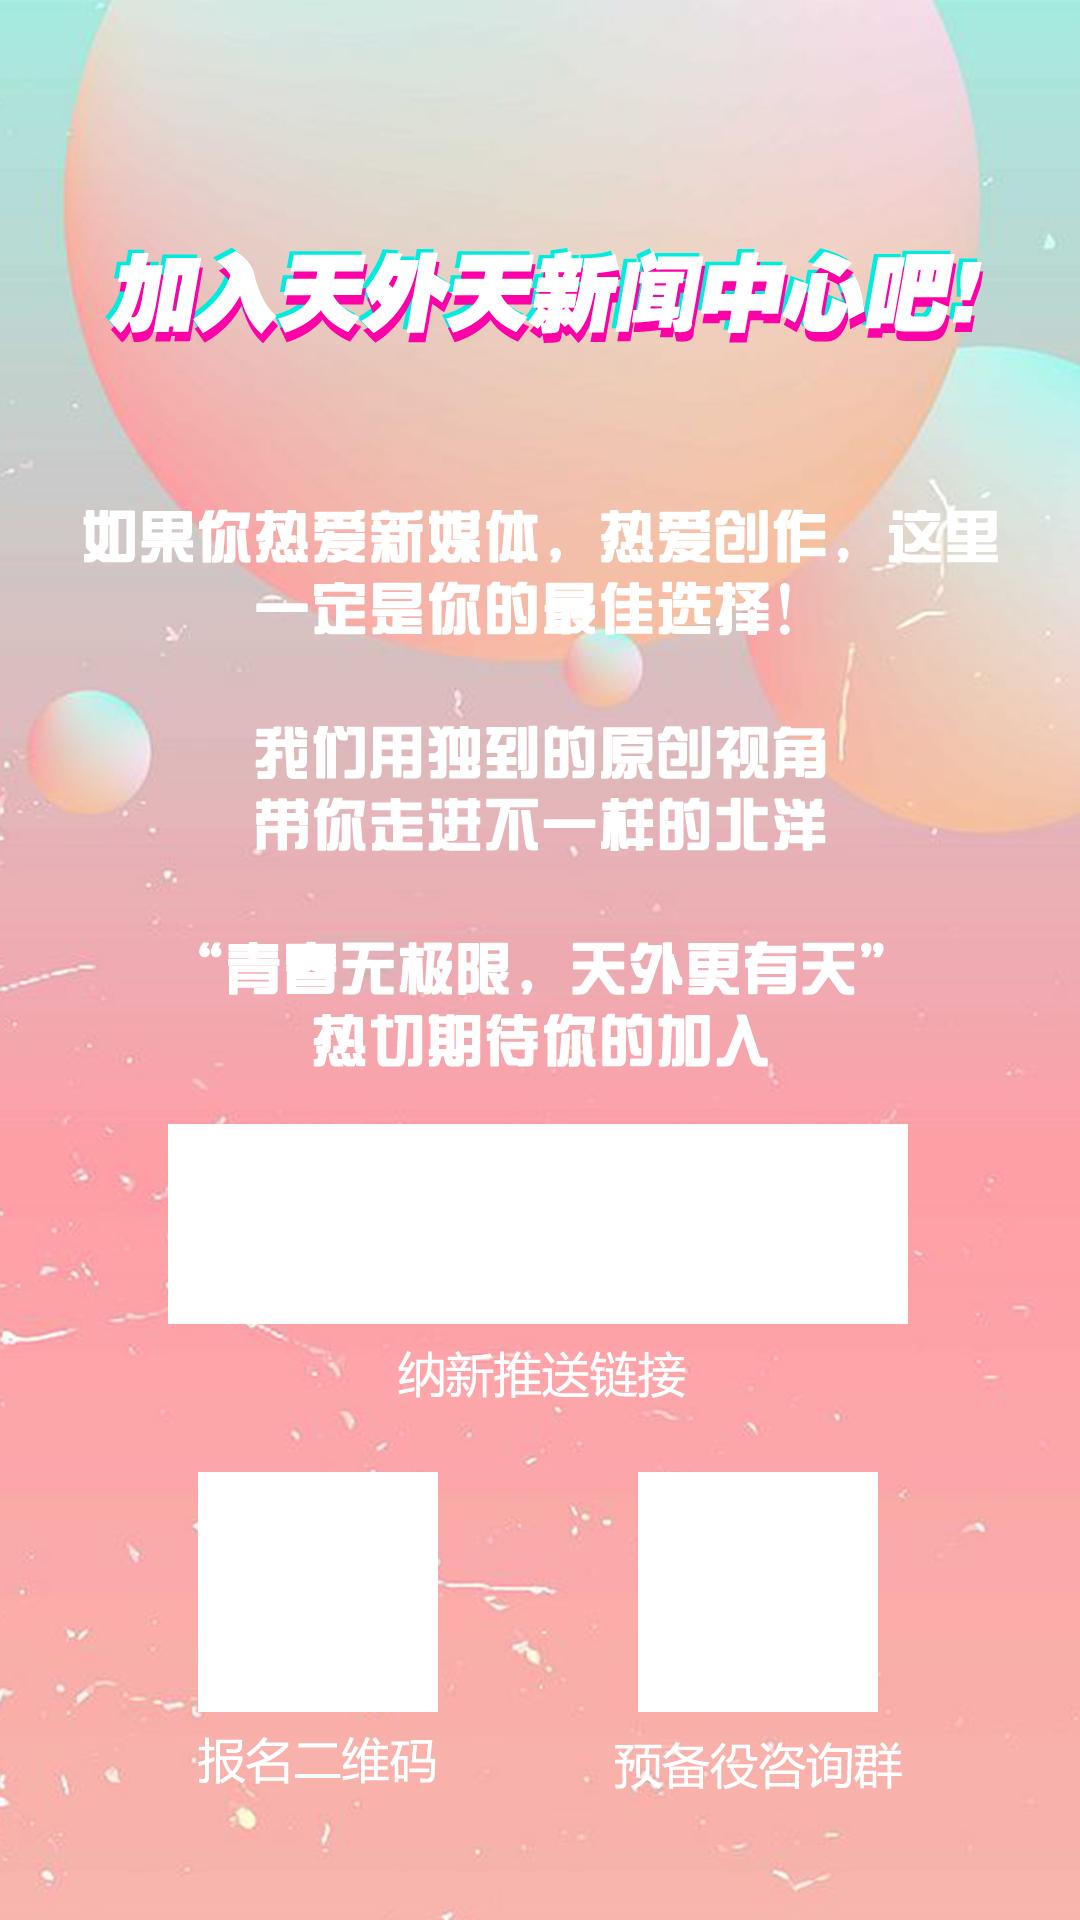 加入天外天新闻中心吧!
如果你热爱新媒体，热爱创作，这里
一定是你的最佳选择！
我们用独到的原创视角
带你走进不一样的北洋
“青春无极限，天外更有天”
热切期待你的加入
纳新推送链接
报名二维码
预备役咨询群